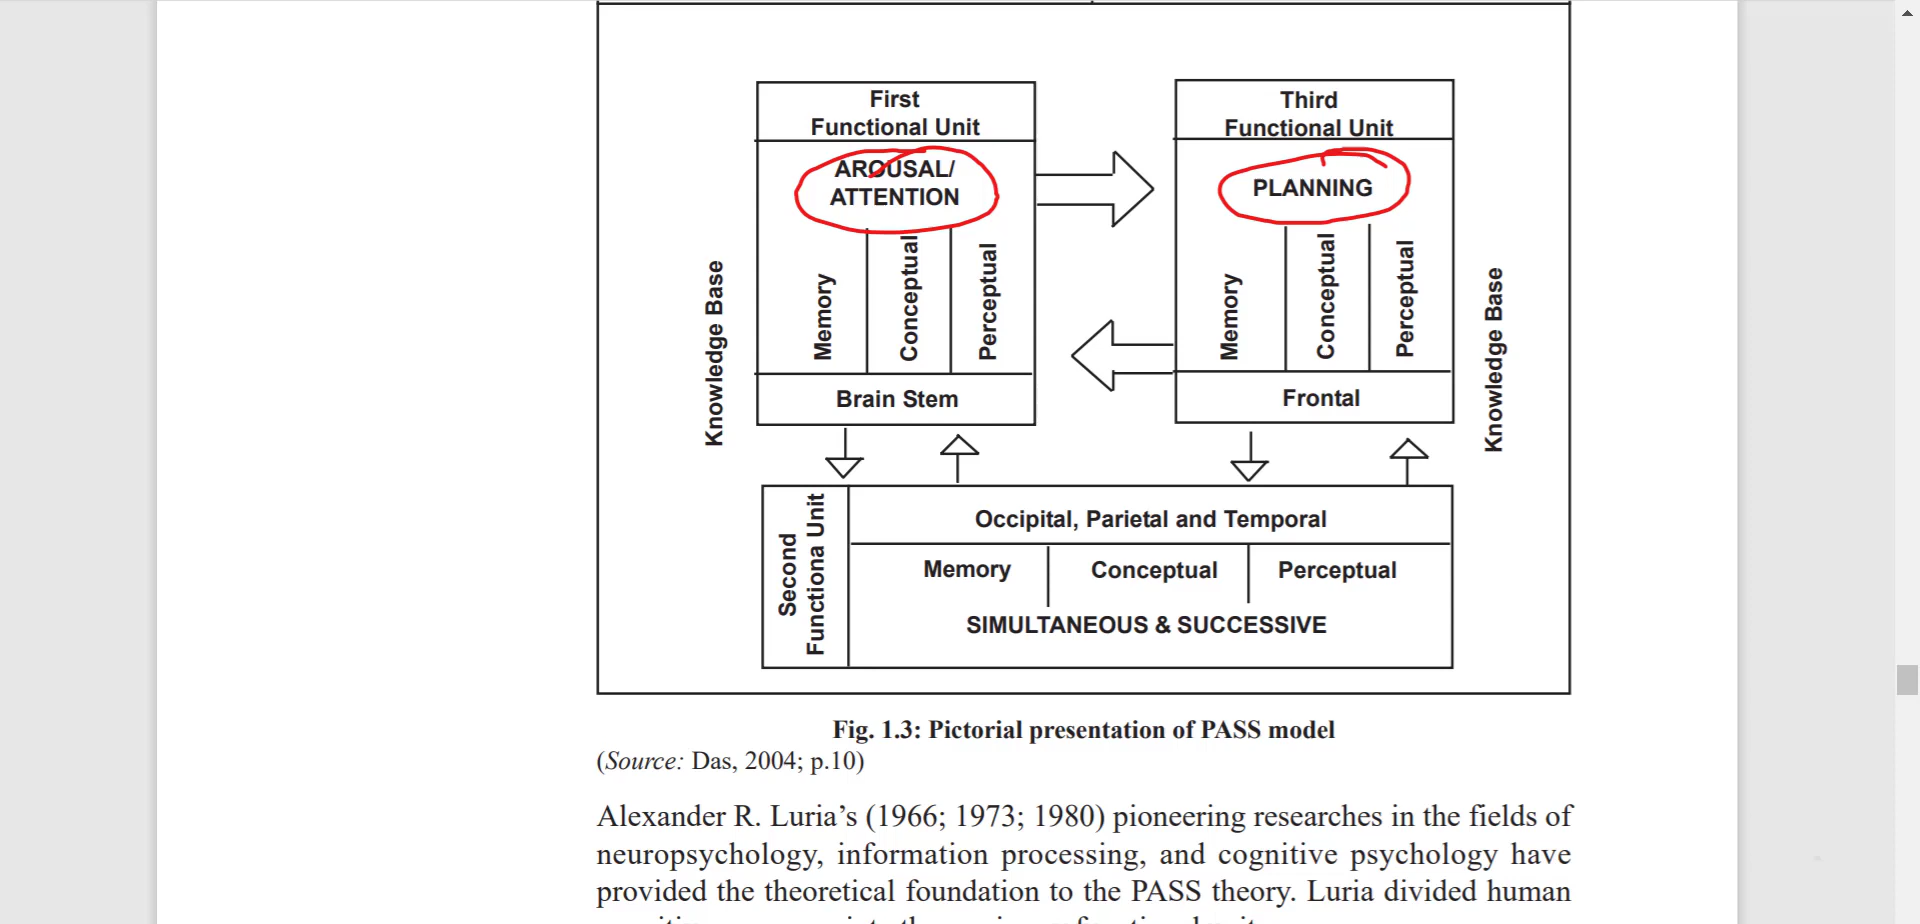 First
Functional Unit
AROUSAL/
ATTENTION
Memory
Conceptual
Perceptual
Brain Stem
Knowledge Base
Third
Functional Unit
PLANNING
Memory
Conceptual
Perceptual
Frontal
Knowledge Base
Second
Functiona Unit
Occipital, Parietal and Temporal
Memory
Conceptual
Perceptual
SIMULTANEOUS & SUCCESSIVE
Fig. 1.3: Pictorial presentation of PASS model
(Source: Das, 2004; p.10)
Alexander R. Luria’s (1966; 1973; 1980) pioneering researches in the fields of
neuropsychology, information processing, and cognitive psychology have
provided the theoretical foundation to the PASS theory. Luria divided human